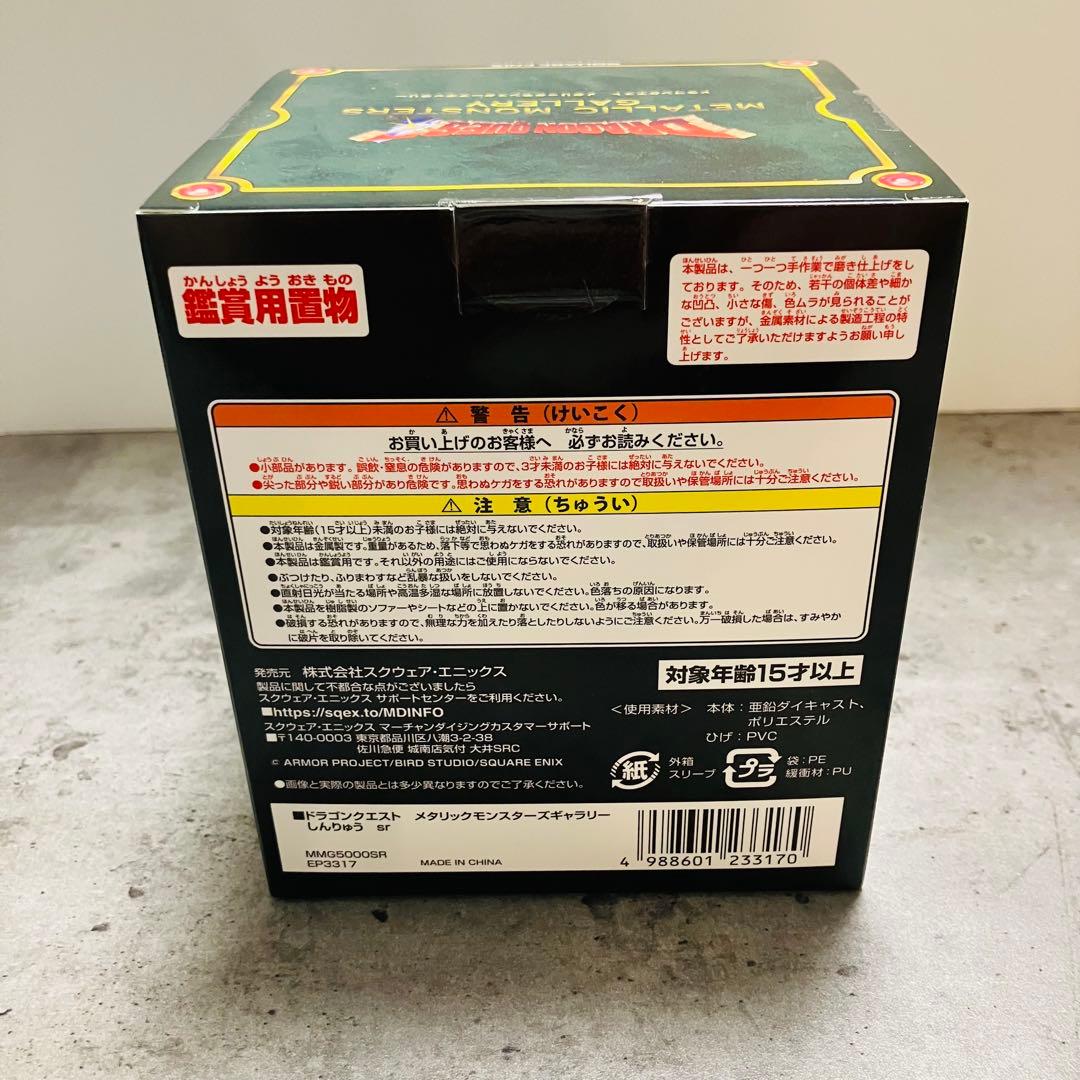 SQUARE ENIX
ドラゴンクエスト メタリックモンスターズギャラリー
METALLIC MONSTERS
GALLERY
DRAGON QUEST
かんしょう よう おき もの
鑑賞用置物
本製品は、一つ一つ手作業で磨き仕上げをし
ております。そのため、若干の個体差や細か
な凹凸、小さな傷、色ムラが見られることが
ございますが、金属素材による製造工程の特
性としてご了承いただけますようお願い申し
上げます。
⚠ 警 告 (けいこく)
お買い上げのお客様へ 必ずお読みください。
●小部品があります。誤飲・窒息の危険がありますので、3才未満のお子様には絶対に与えないでください。
●尖った部分や鋭い部分があり危険です。思わぬケガをする恐れがありますので取扱いや保管場所には十分ご注意ください。
⚠ 注 意 (ちゅうい)
●対象年齢(15才以上)未満のお子様には絶対に与えないでください。
●本製品は金属製です。重量があるため、落下等で思わぬケガをする恐れがありますので、取扱いや保管場所には十分ご注意ください。
●本製品は鑑賞用です。それ以外の用途にはご使用にならないでください。
●ぶつけたり、ふりまわすなど乱暴な扱いをしないでください。
●直射日光が当たる場所や高温多湿な場所に放置しないでください。色落ちの原因になります。
●本製品を樹脂製のソファーやシートなどの上に置かないでください。色が移る場合があります。
●破損する恐れがありますので、無理な力を加えたり落としたりしないようにご注意ください。万一破損した場合は、すみやか
に破片を取り除いてください。
発売元 株式会社スクウェア・エニックス
製品に関して不都合な点がございましたら
スクウェア・エニックス サポートセンターをご利用ください。
■https://sqex.to/MDINFO
スクウェア・エニックス マーチャンダイジングカスタマーサポート
■〒140-0003 東京都品川区八潮3-2-38
佐川急便 城南店気付 大井SRC
© ARMOR PROJECT/BIRD STUDIO/SQUARE ENIX
●画像と実際の製品とは多少異なりますのでご了承ください。
対象年齢15才以上
<使用素材> 本体:亜鉛ダイキャスト、
ポリエステル
ひげ:PVC
紙 外箱
スリーブ
プラ 袋:PE
緩衝材:PU
■ドラゴンクエスト メタリックモンスターズギャラリー
しんりゅう sr
MMG5000SR
EP3317
MADE IN CHINA
4 988601 233170